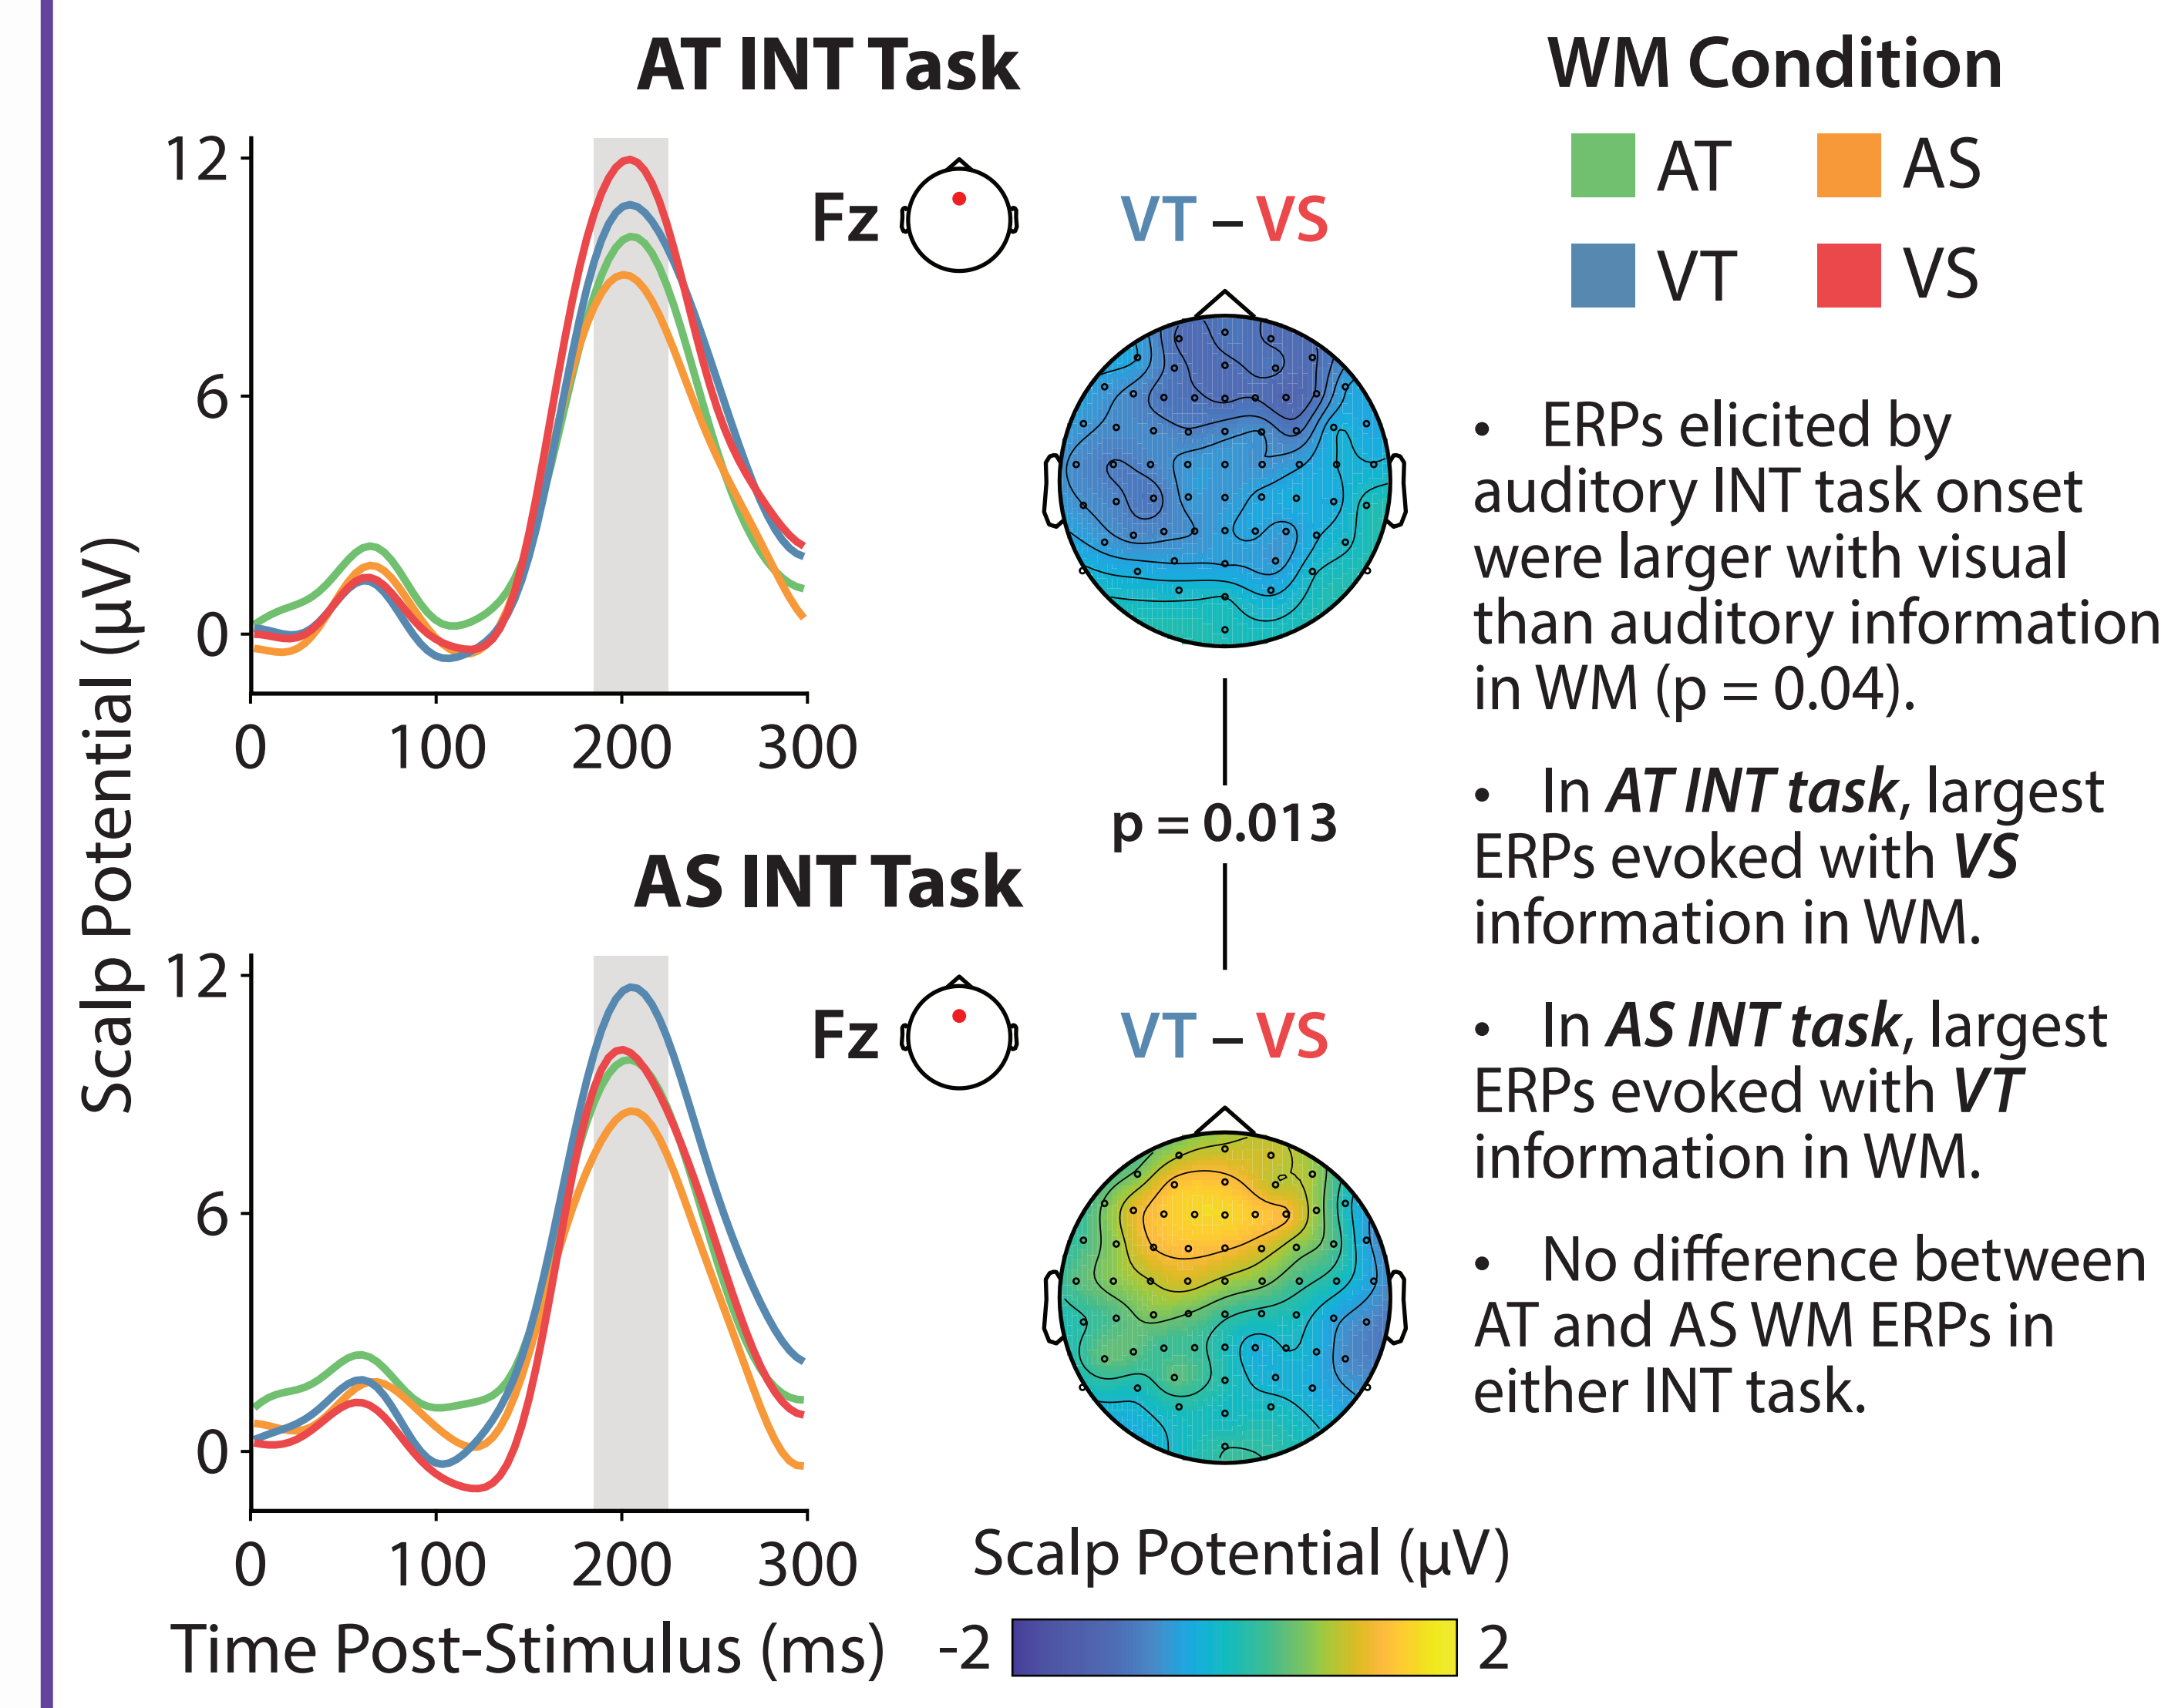 AT INT Task
WM Condition
AT
AS
VT
VS
Scalp Potential (µV)
12
6
0
0
100
200
300
Fz
VT – VS
p = 0.013
AS INT Task
12
6
0
0
100
200
300
Time Post-Stimulus (ms)
Fz
VT – VS
Scalp Potential (µV)
-2
2
• ERPs elicited by
auditory INT task onset
were larger with visual
than auditory information
in WM (p = 0.04).
• In AT INT task, largest
ERPs evoked with VS
information in WM.
• In AS INT task, largest
ERPs evoked with VT
information in WM.
• No difference between
AT and AS WM ERPs in
either INT task.